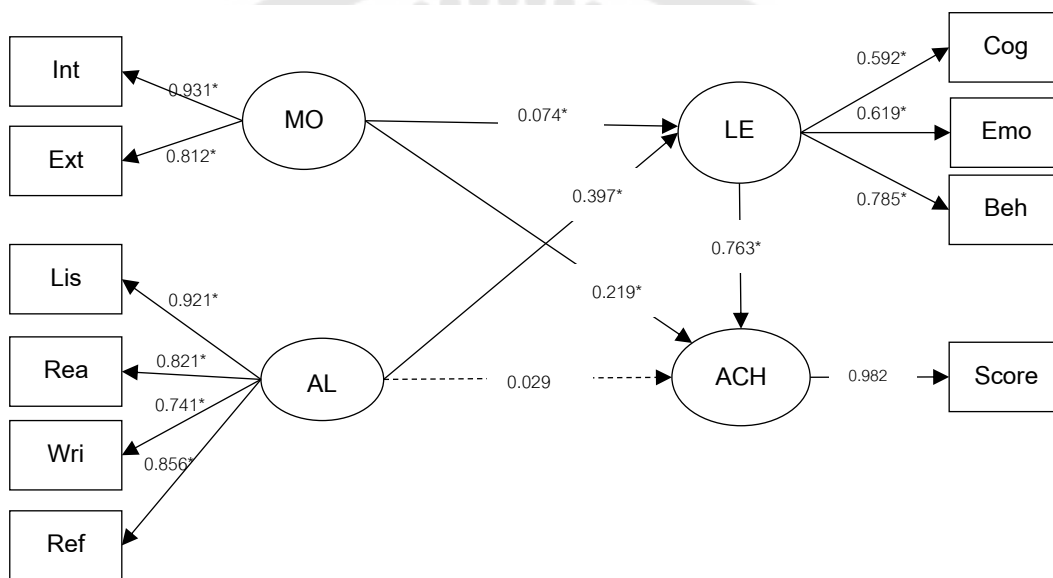 Int
Ext
0.931*
0.812*
MO
0.074*
LE
0.592*
0.619*
0.785*
Cog
Emo
Beh
0.397*
0.763*
0.219*
Lis
Rea
Wri
Ref
0.921*
0.821*
0.741*
0.856*
AL
0.029
ACH
0.982
Score